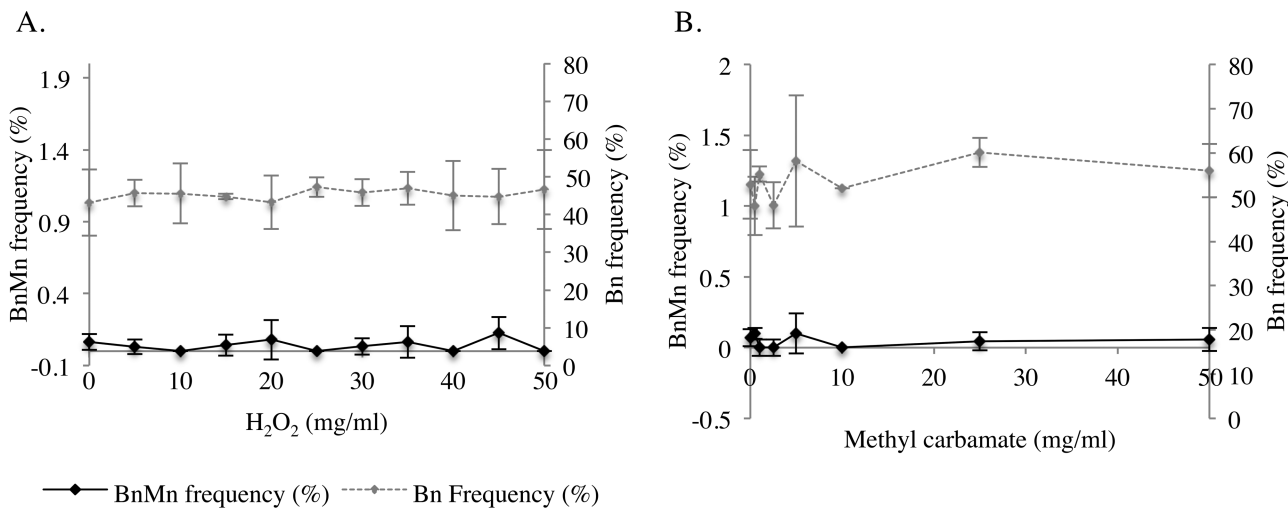 A.
BnMn frequency (%)
1.9
1.4
0.9
0.4
-0.1
80
70
60
50
40
30
20
10
0
Bn frequency (%)
0 10 20 30 40 50
H₂O₂ (mg/ml)
B.
BnMn frequency (%)
2
1.5
1
0.5
0
-0.5
80
70
60
50
40
30
20
10
0
Bn frequency (%)
0 10 20 30 40 50
Methyl carbamate (mg/ml)
BnMn frequency (%) Bn Frequency (%)